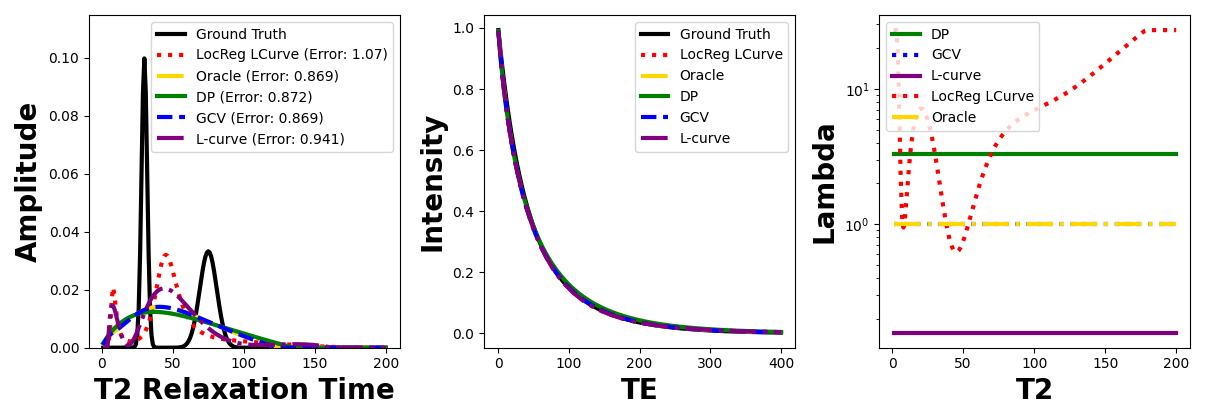 Amplitude
0.00
0.02
0.04
0.06
0.08
0.10
Ground Truth
LocReg LCurve (Error: 1.07)
Oracle (Error: 0.869)
DP (Error: 0.872)
GCV (Error: 0.869)
L-curve (Error: 0.941)
0 50 100 150 200
T2 Relaxation Time
Intensity
0.0
0.2
0.4
0.6
0.8
1.0
Ground Truth
LocReg LCurve
Oracle
DP
GCV
L-curve
0 100 200 300 400
TE
Lambda
10⁰
10¹
DP
GCV
L-curve
LocReg LCurve
Oracle
0 50 100 150 200
T2